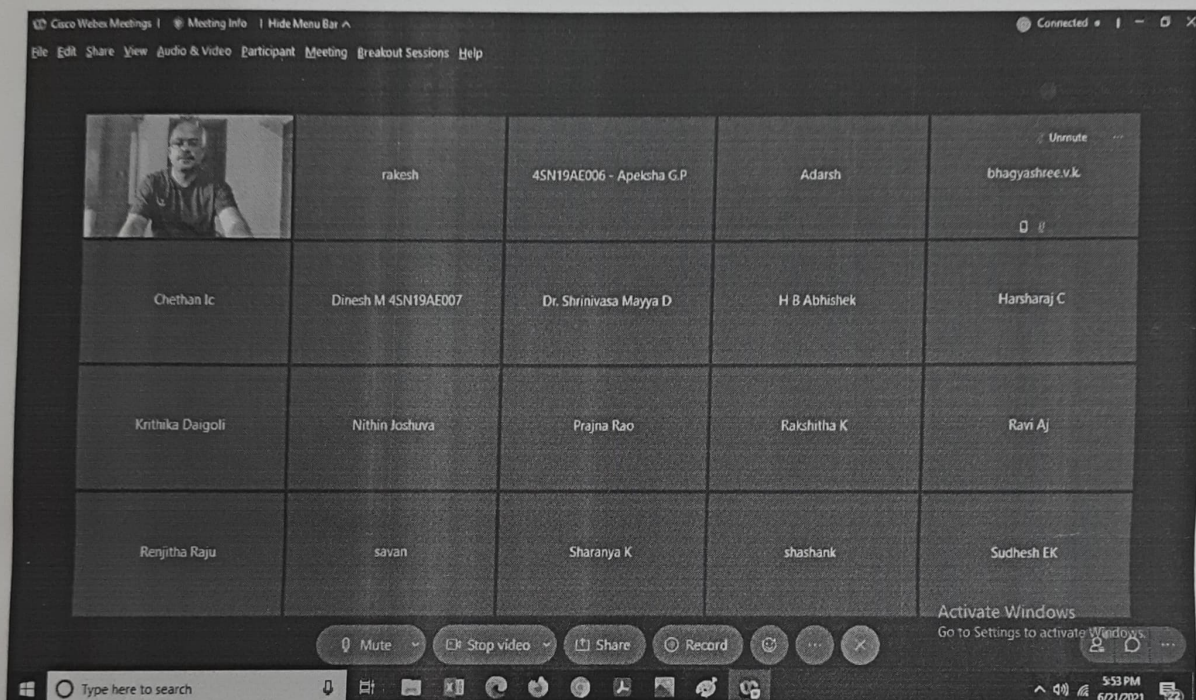 Cisco Webex Meetings | Meeting Info | Hide Menu Bar
Connected
File Edit Share View Audio & Video Participant Meeting Breakout Sessions Help
Unmute
rakesh
4SN19AE006 - Apeksha G.P
Adarsh
bhagyashree.v.k.
Chethan lc
Dinesh M 4SN19AE007
Dr. Shrinivasa Mayya D
H B Abhishek
Harsharaj C
Krithika Daigoli
Nithin Joshuva
Prajna Rao
Rakshitha K
Ravi Aj
Renjitha Raju
savan
Sharanya K
shashank
Sudhesh EK
Activate Windows
Go to Settings to activate Windows.
Mute
Stop video
Share
Record
Type here to search
5:53 PM
6/21/2021